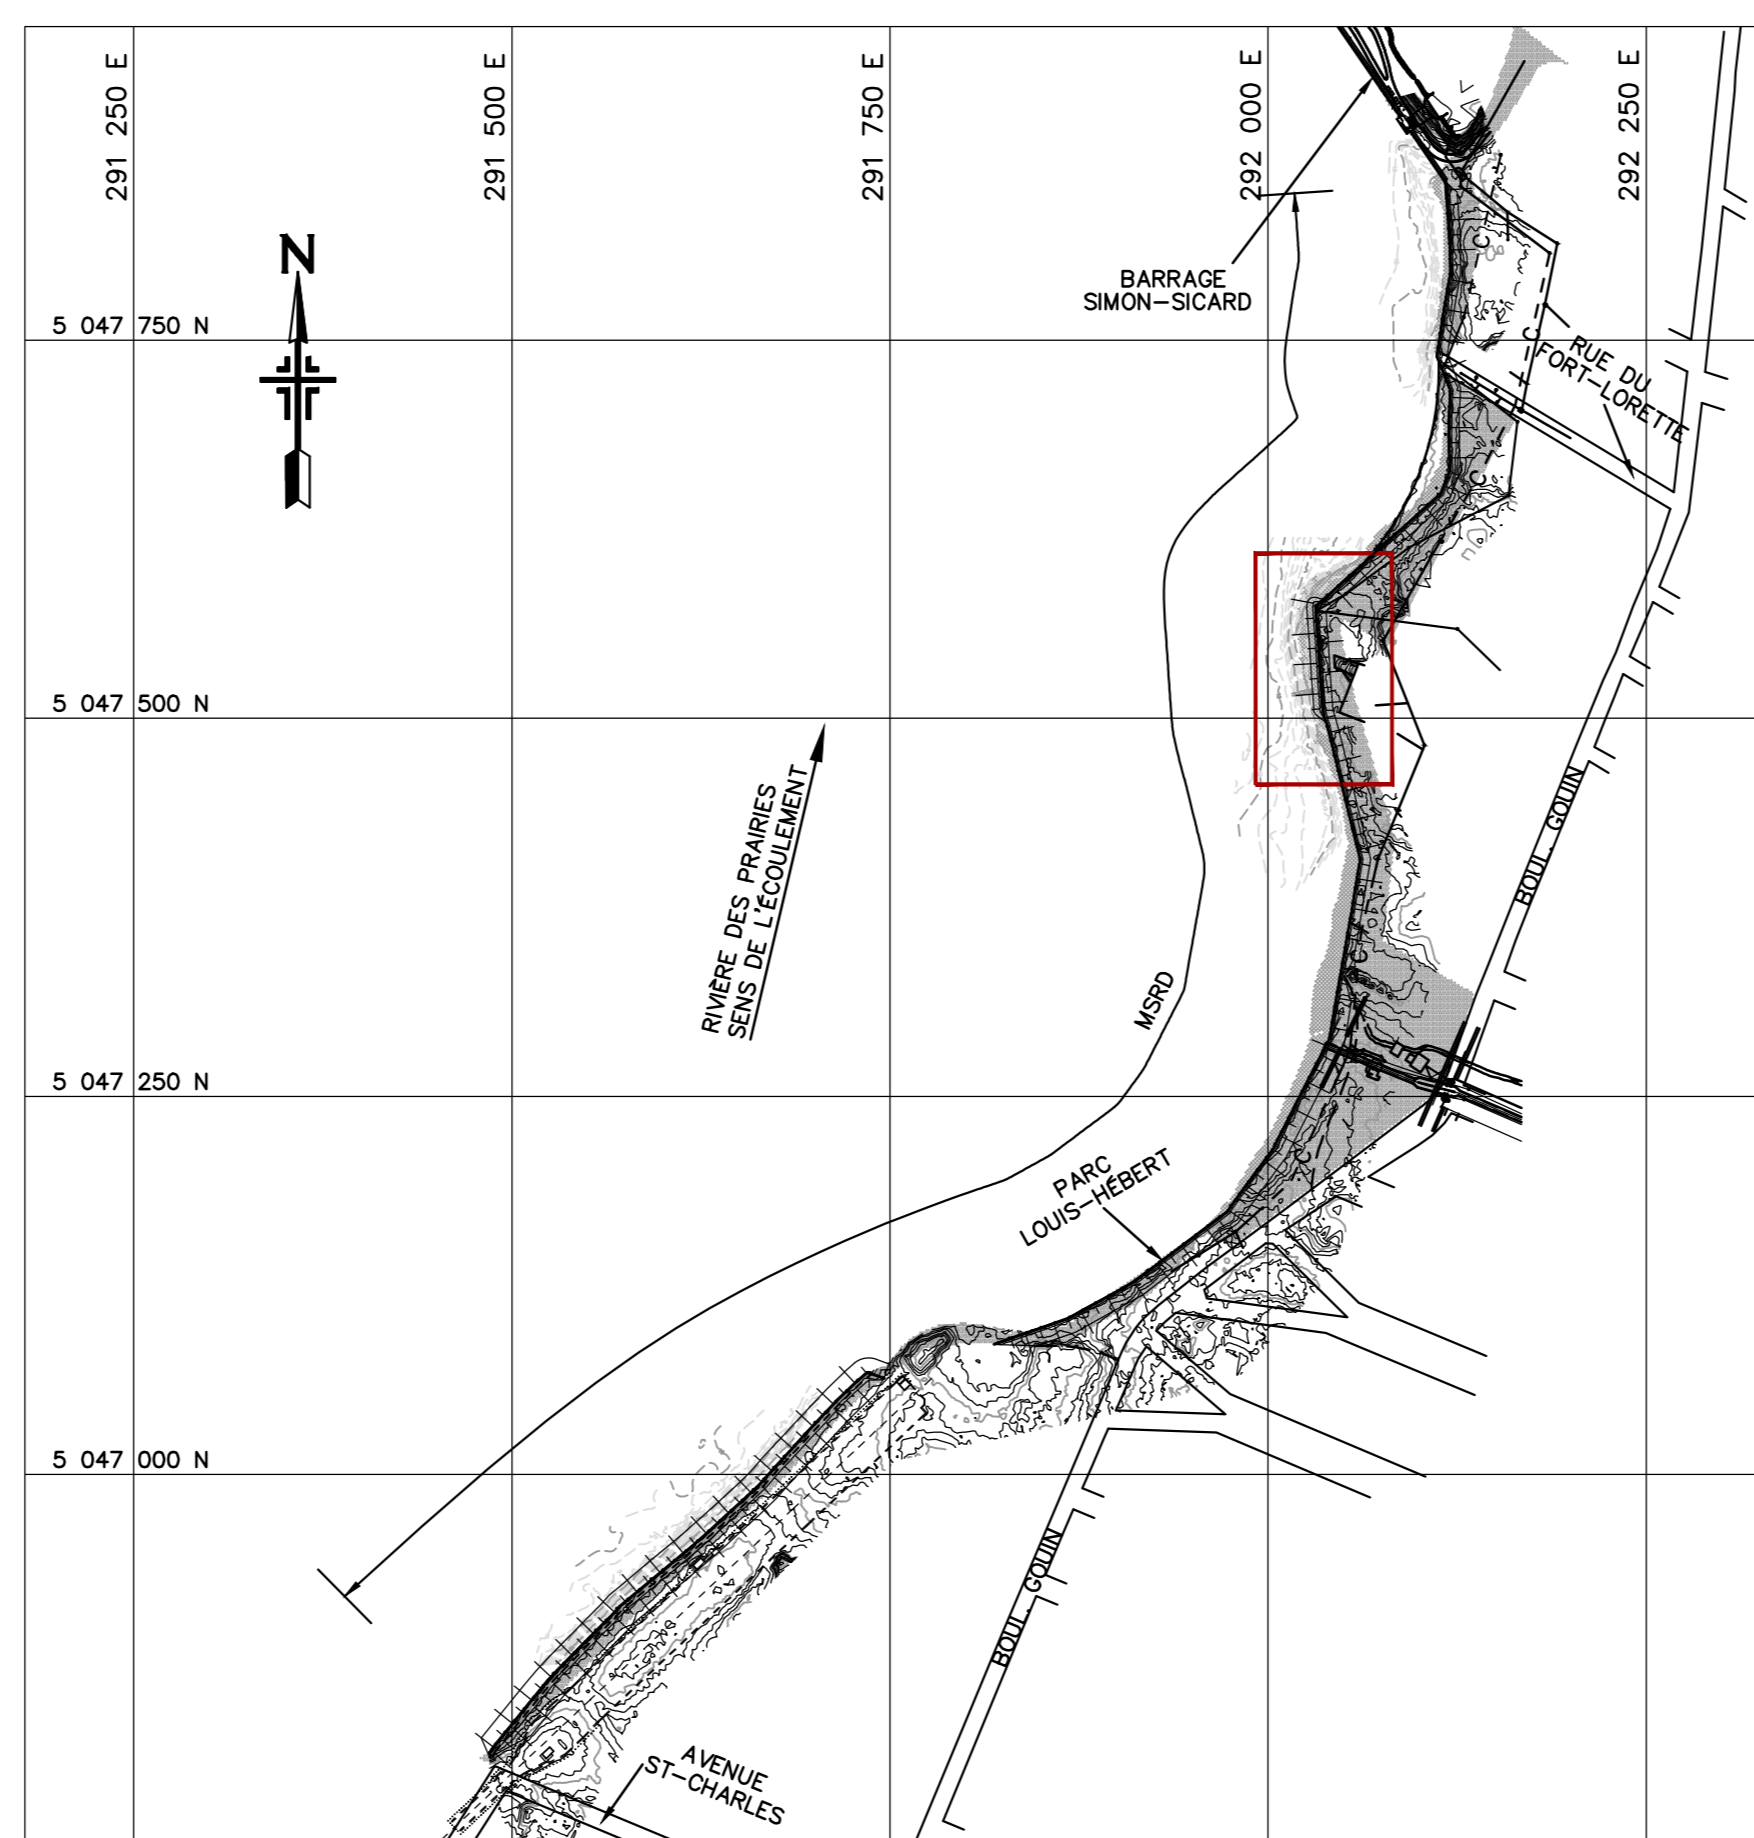 291 250 E
291 500 E
291 750 E
292 000 E
292 250 E
N
BARRAGE
SIMON-SICARD
5 047 750 N
RUE DU
FORT-LORETTE
C
C
C
5 047 500 N
RIVIÈRE DES PRAIRIES
SENS DE L'ÉCOULEMENT
BOUL. GOUIN
MSRD
C
5 047 250 N
C
PARC
LOUIS-HÉBERT
5 047 000 N
BOUL. GOUIN
AVENUE
ST-CHARLES